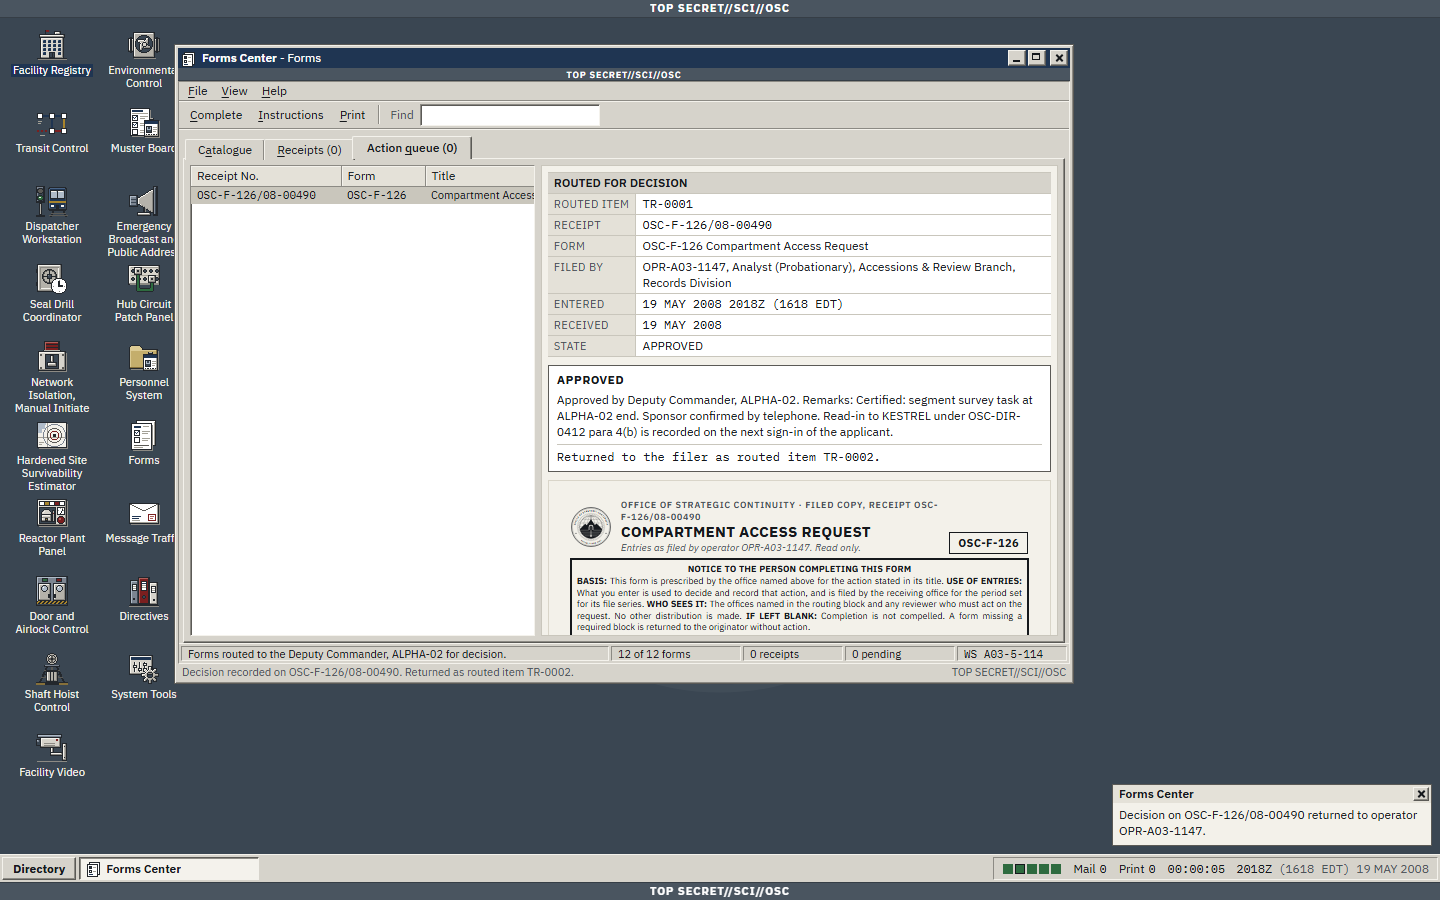 TOP SECRET//SCI//OSC
Facility Registry
Environmenta
Control
Transit Control
Muster Board
Dispatcher
Workstation
Emergency
Broadcast an
Public Addres
Seal Drill
Coordinator
Hub Circuit
Patch Panel
Network
Isolation,
Manual Initiate
Personnel
System
Hardened Site
Survivability
Estimator
Forms
Reactor Plant
Panel
Message Traff
Door and
Airlock Control
Directives
Shaft Hoist
Control
System Tools
Facility Video
Forms Center - Forms
TOP SECRET//SCI//OSC
File View Help
Complete Instructions Print Find
Catalogue Receipts (0) Action queue (0)
Receipt No. Form Title
OSC-F-126/08-00490 OSC-F-126 Compartment Access
ROUTED FOR DECISION
ROUTED ITEM TR-0001
RECEIPT OSC-F-126/08-00490
FORM OSC-F-126 Compartment Access Request
FILED BY OPR-A03-1147, Analyst (Probationary), Accessions & Review Branch,
Records Division
ENTERED 19 MAY 2008 2018Z (1618 EDT)
RECEIVED 19 MAY 2008
STATE APPROVED
APPROVED
Approved by Deputy Commander, ALPHA-02. Remarks: Certified: segment survey task at
ALPHA-02 end. Sponsor confirmed by telephone. Read-in to KESTREL under OSC-DIR-
0412 para 4(b) is recorded on the next sign-in of the applicant.
Returned to the filer as routed item TR-0002.
OFFICE OF STRATEGIC CONTINUITY - FILED COPY, RECEIPT OSC-
F-126/08-00490
COMPARTMENT ACCESS REQUEST
Entries as filed by operator OPR-A03-1147. Read only.
OSC-F-126
NOTICE TO THE PERSON COMPLETING THIS FORM
BASIS: This form is prescribed by the office named above for the action stated in its title. USE OF ENTRIES:
What you enter is used to decide and record that action, and is filed by the receiving office for the period set
for its file series. WHO SEES IT: The offices named in the routing block and any reviewer who must act on the
request. No other distribution is made. IF LEFT BLANK: Completion is not compelled. A form missing a
required block is returned to the originator without action.
Forms routed to the Deputy Commander, ALPHA-02 for decision. 12 of 12 forms 0 receipts 0 pending WS A03-5-114
Decision recorded on OSC-F-126/08-00490. Returned as routed item TR-0002. TOP SECRET//SCI//OSC
Forms Center
Decision on OSC-F-126/08-00490 returned to operator
OPR-A03-1147.
Directory Forms Center Mail 0 Print 0 00:00:05 2018Z (1618 EDT) 19 MAY 2008
TOP SECRET//SCI//OSC